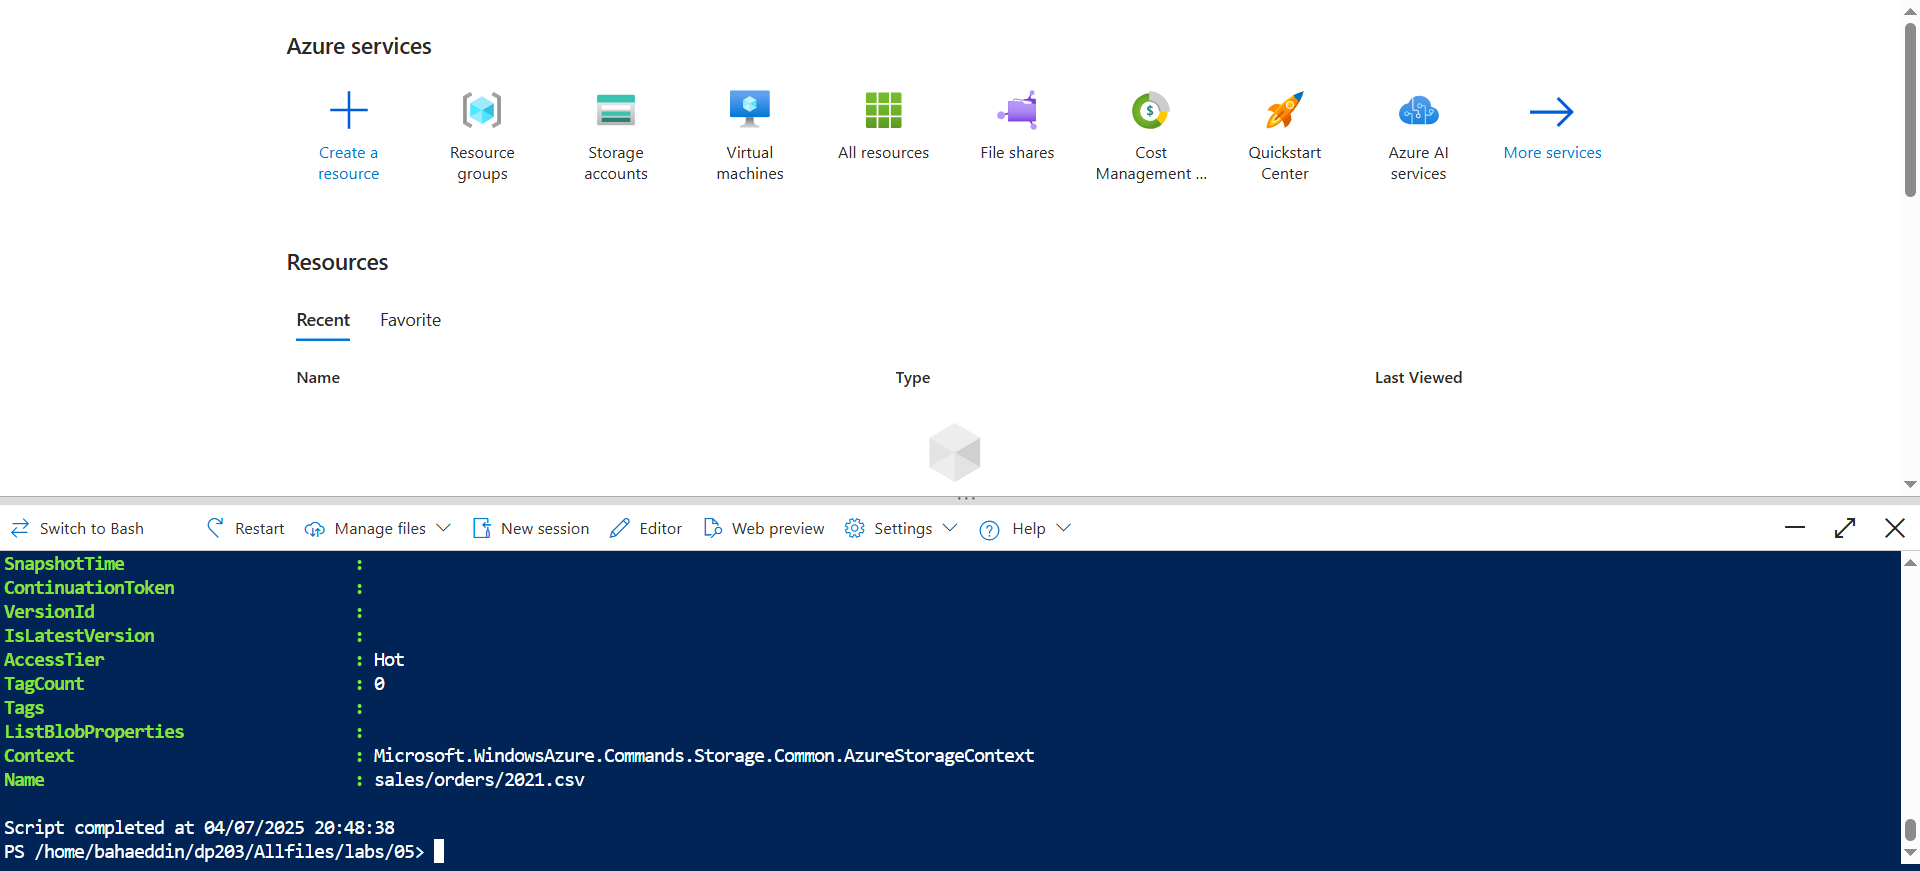 Azure services
Create a resource
Resource groups
Storage accounts
Virtual machines
All resources
File shares
Cost Management ...
Quickstart Center
Azure AI services
More services
Resources
Recent Favorite
Name Type Last Viewed
Switch to Bash Restart Manage files New session Editor Web preview Settings Help
SnapshotTime :
ContinuationToken :
VersionId :
IsLatestVersion :
AccessTier : Hot
TagCount : 0
Tags :
ListBlobProperties :
Context : Microsoft.WindowsAzure.Commands.Storage.Common.AzureStorageContext
Name : sales/orders/2021.csv
Script completed at 04/07/2025 20:48:38
PS /home/bahaeddin/dp203/Allfiles/labs/05>